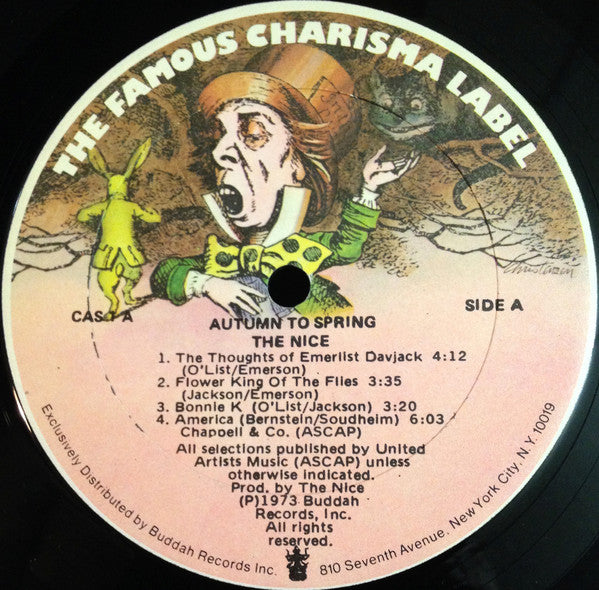 THE FAMOUS CHARISMA LABEL
CAS 1 A
SIDE A
AUTUMN TO SPRING
THE NICE
1. The Thoughts of Emerlist Davjack 4:12
(O'List/Emerson)
2. Flower King Of The Flies 3:35
(Jackson/Emerson)
3. Bonnie K (O'List/Jackson) 3:20
4. America (Bernstein/Soudheim) 6:03
Chappell & Co. (ASCAP)
All selections published by United
Artists Music (ASCAP) unless
otherwise indicated.
Prod. by The Nice
(P)1973 Buddah
Records, Inc.
All rights
reserved.
Exclusively Distributed by Buddah Records Inc. 810 Seventh Avenue. New York City, N.Y. 10019